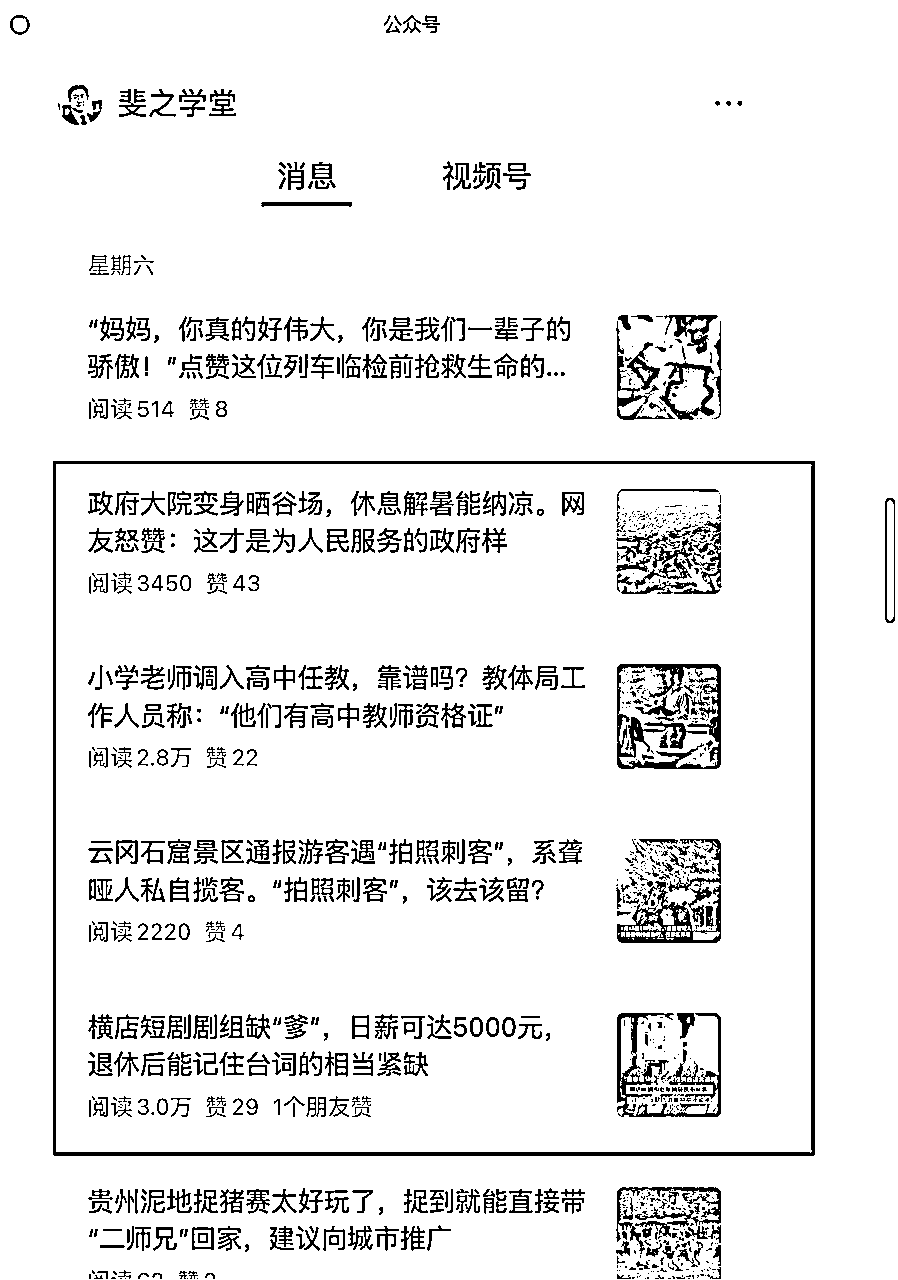 公众号
斐之学堂
消息 视频号
星期六
“妈妈，你真的好伟大，你是我们一辈子的
骄傲！”点赞这位列车临检前抢救生命的...
阅读514 赞8
政府大院变身晒谷场，休息解暑能纳凉。网
友怒赞：这才是为人民服务的政府样
阅读3450 赞43
小学老师调入高中任教，靠谱吗？教体局工
作人员称：“他们有高中教师资格证”
阅读2.8万 赞22
云冈石窟景区通报游客遇“拍照刺客”，系聋
哑人私自揽客。“拍照刺客”，该去该留？
阅读2220 赞4
横店短剧剧组缺“爹”，日薪可达5000元，
退休后能记住台词的相当紧缺
阅读3.0万 赞29 1个朋友赞
贵州泥地捉猪赛太好玩了，捉到就能直接带
“二师兄”回家，建议向城市推广